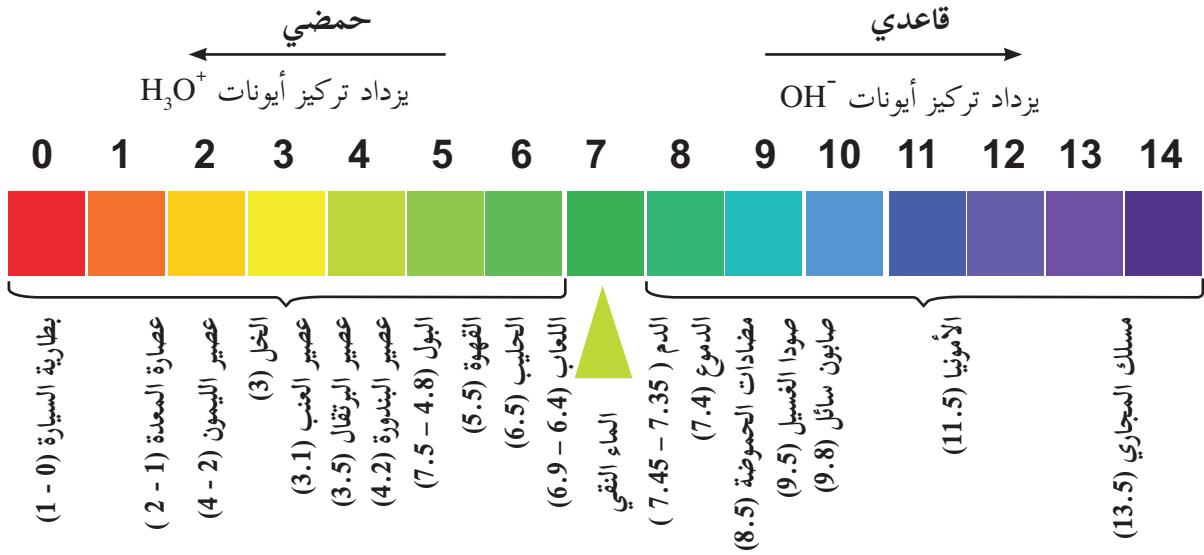 حمضي
يزداد تركيز أيونات H₃O⁺
قاعدي
يزداد تركيز أيونات OH⁻
0 1 2 3 4 5 6 7 8 9 10 11 12 13 14
بطارية السيارة (0 - 1)
عصارة المعدة (1 - 2)
عصير الليمون (2 - 4)
الخل (3)
عصير العنب (3.1)
عصير البرتقال (3.5)
عصير البندورة (4.2)
البول (4.8 – 7.5)
القهوة (5.5)
الحليب (6.5)
اللعاب (6.4 – 6.9)
الماء النقي
الدم (7.35 – 7.45)
الدموع (7.4)
مضادات الحموضة (8.5)
صودا الغسيل (9.5)
صابون سائل (9.8)
الأمونيا (11.5)
مسلك المجاري (13.5)